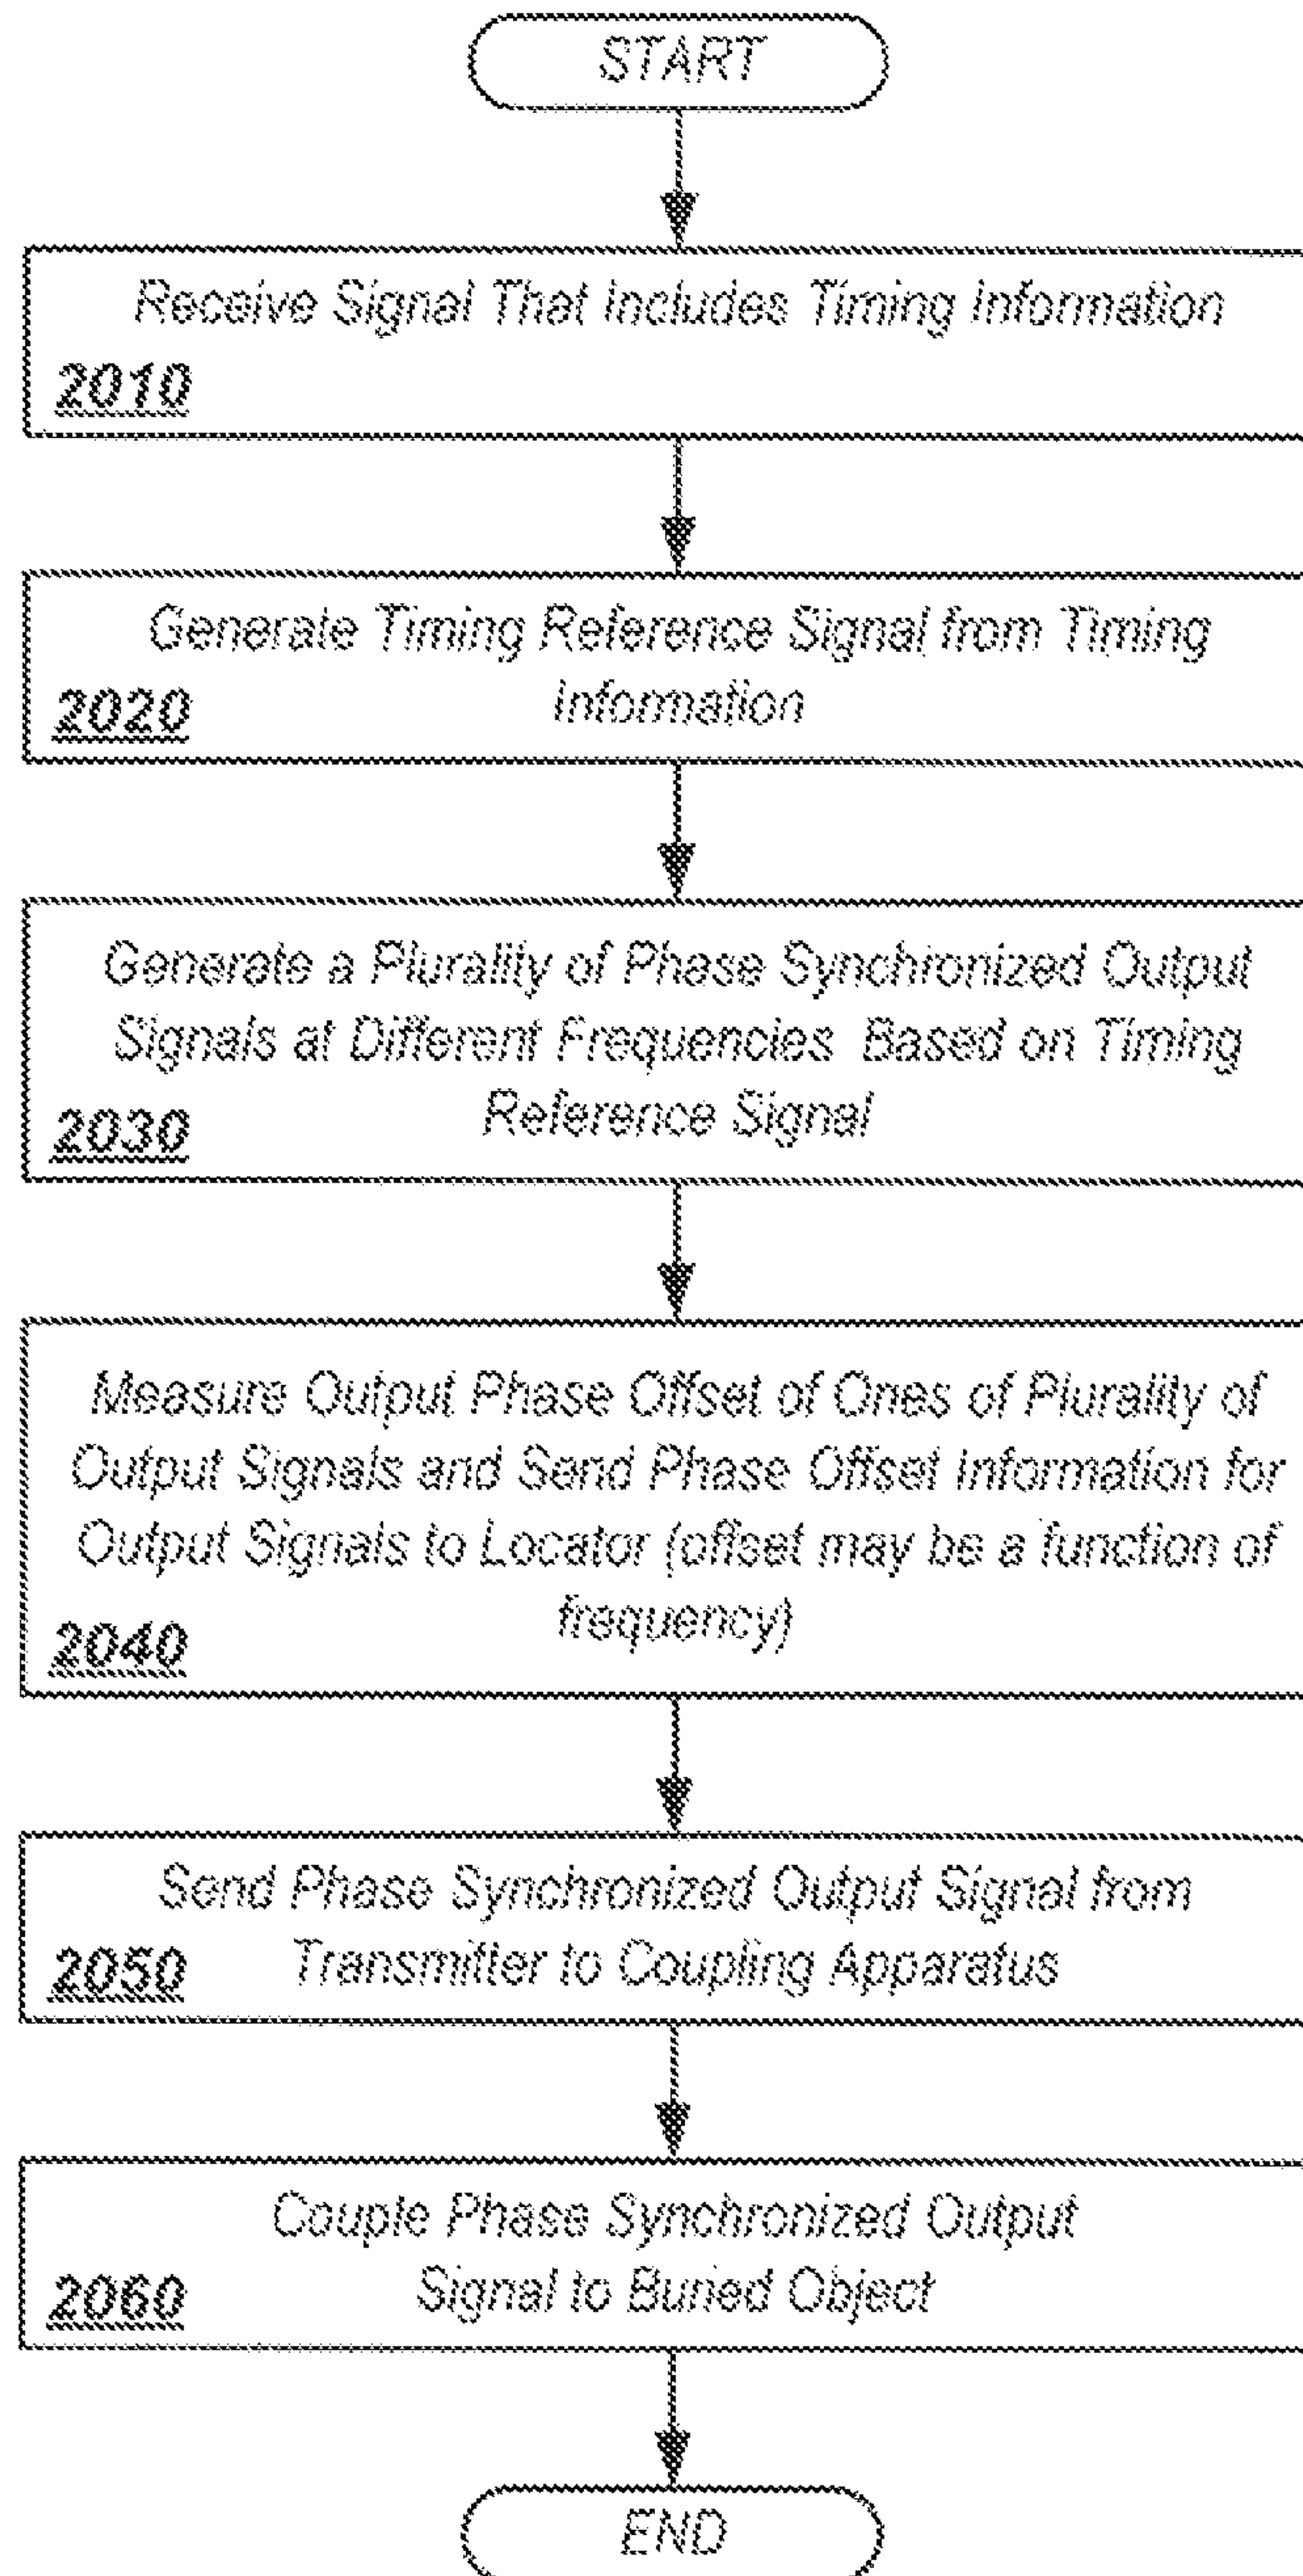 START
Receive Signal That Includes Timing Information
2010
Generate Timing Reference Signal from Timing
Information
2020
Generate a Plurality of Phase Synchronized Output
Signals at Different Frequencies Based on Timing
Reference Signal
2030
Measure Output Phase Offset of Ones of Plurality of
Output Signals and Send Phase Offset Information for
Output Signals to Locator (offset may be a function of
frequency)
2040
Send Phase Synchronized Output Signal from
Transmitter to Coupling Apparatus
2050
Couple Phase Synchronized Output
Signal to Buried Object
2060
END